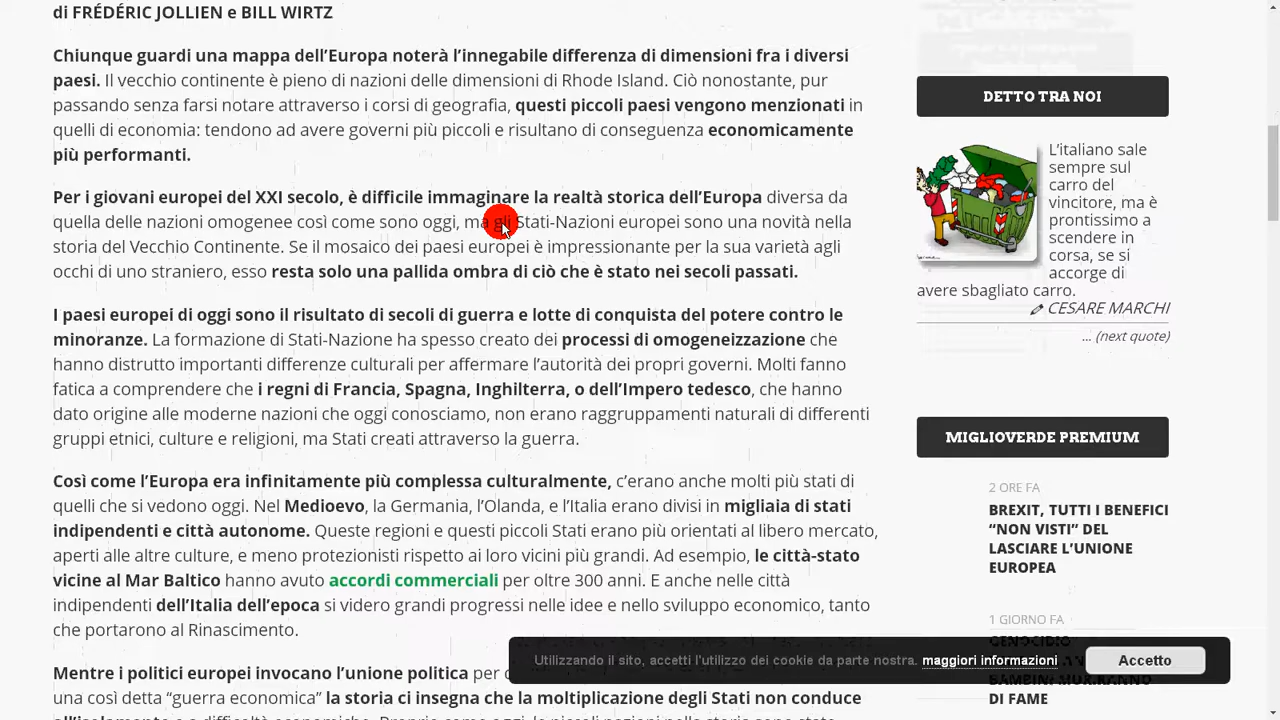 di FRÉDÉRIC JOLLIEN e BILL WIRTZ
Chiunque guardi una mappa dell’Europa noterà l’innegabile differenza di dimensioni fra i diversi
paesi. Il vecchio continente è pieno di nazioni delle dimensioni di Rhode Island. Ciò nonostante, pur
passando senza farsi notare attraverso i corsi di geografia, questi piccoli paesi vengono menzionati in
quelli di economia: tendono ad avere governi più piccoli e risultano di conseguenza economicamente
più performanti.
Per i giovani europei del XXI secolo, è difficile immaginare la realtà storica dell’Europa diversa da
quella delle nazioni omogenee così come sono oggi, ma gli Stati-Nazioni europei sono una novità nella
storia del Vecchio Continente. Se il mosaico dei paesi europei è impressionante per la sua varietà agli
occhi di uno straniero, esso resta solo una pallida ombra di ciò che è stato nei secoli passati.
I paesi europei di oggi sono il risultato di secoli di guerra e lotte di conquista del potere contro le
minoranze. La formazione di Stati-Nazione ha spesso creato dei processi di omogeneizzazione che
hanno distrutto importanti differenze culturali per affermare l’autorità dei propri governi. Molti fanno
fatica a comprendere che i regni di Francia, Spagna, Inghilterra, o dell’Impero tedesco, che hanno
dato origine alle moderne nazioni che oggi conosciamo, non erano raggruppamenti naturali di differenti
gruppi etnici, culture e religioni, ma Stati creati attraverso la guerra.
Così come l’Europa era infinitamente più complessa culturalmente, c’erano anche molti più stati di
quelli che si vedono oggi. Nel Medioevo, la Germania, l’Olanda, e l’Italia erano divisi in migliaia di stati
indipendenti e città autonome. Queste regioni e questi piccoli Stati erano più orientati al libero mercato,
aperti alle altre culture, e meno protezionisti rispetto ai loro vicini più grandi. Ad esempio, le città-stato
vicine al Mar Baltico hanno avuto accordi commerciali per oltre 300 anni. E anche nelle città
indipendenti dell’Italia dell’epoca si videro grandi progressi nelle idee e nello sviluppo economico, tanto
che portarono al Rinascimento.
Mentre i politici europei invocano l’unione politica per
una così detta “guerra economica” la storia ci insegna che la moltiplicazione degli Stati non conduce
DETTO TRA NOI
L’italiano sale
sempre sul
carro del
vincitore, ma è
prontissimo a
scendere in
corsa, se si
accorge di
avere sbagliato carro.
CESARE MARCHI
... (next quote)
MIGLIOVERDE PREMIUM
2 ORE FA
BREXIT, TUTTI I BENEFICI
“NON VISTI” DEL
LASCIARE L’UNIONE
EUROPEA
1 GIORNO FA
GENOCIDIO
DI FAME
Utilizzando il sito, accetti l'utilizzo dei cookie da parte nostra. maggiori informazioni
Accetto